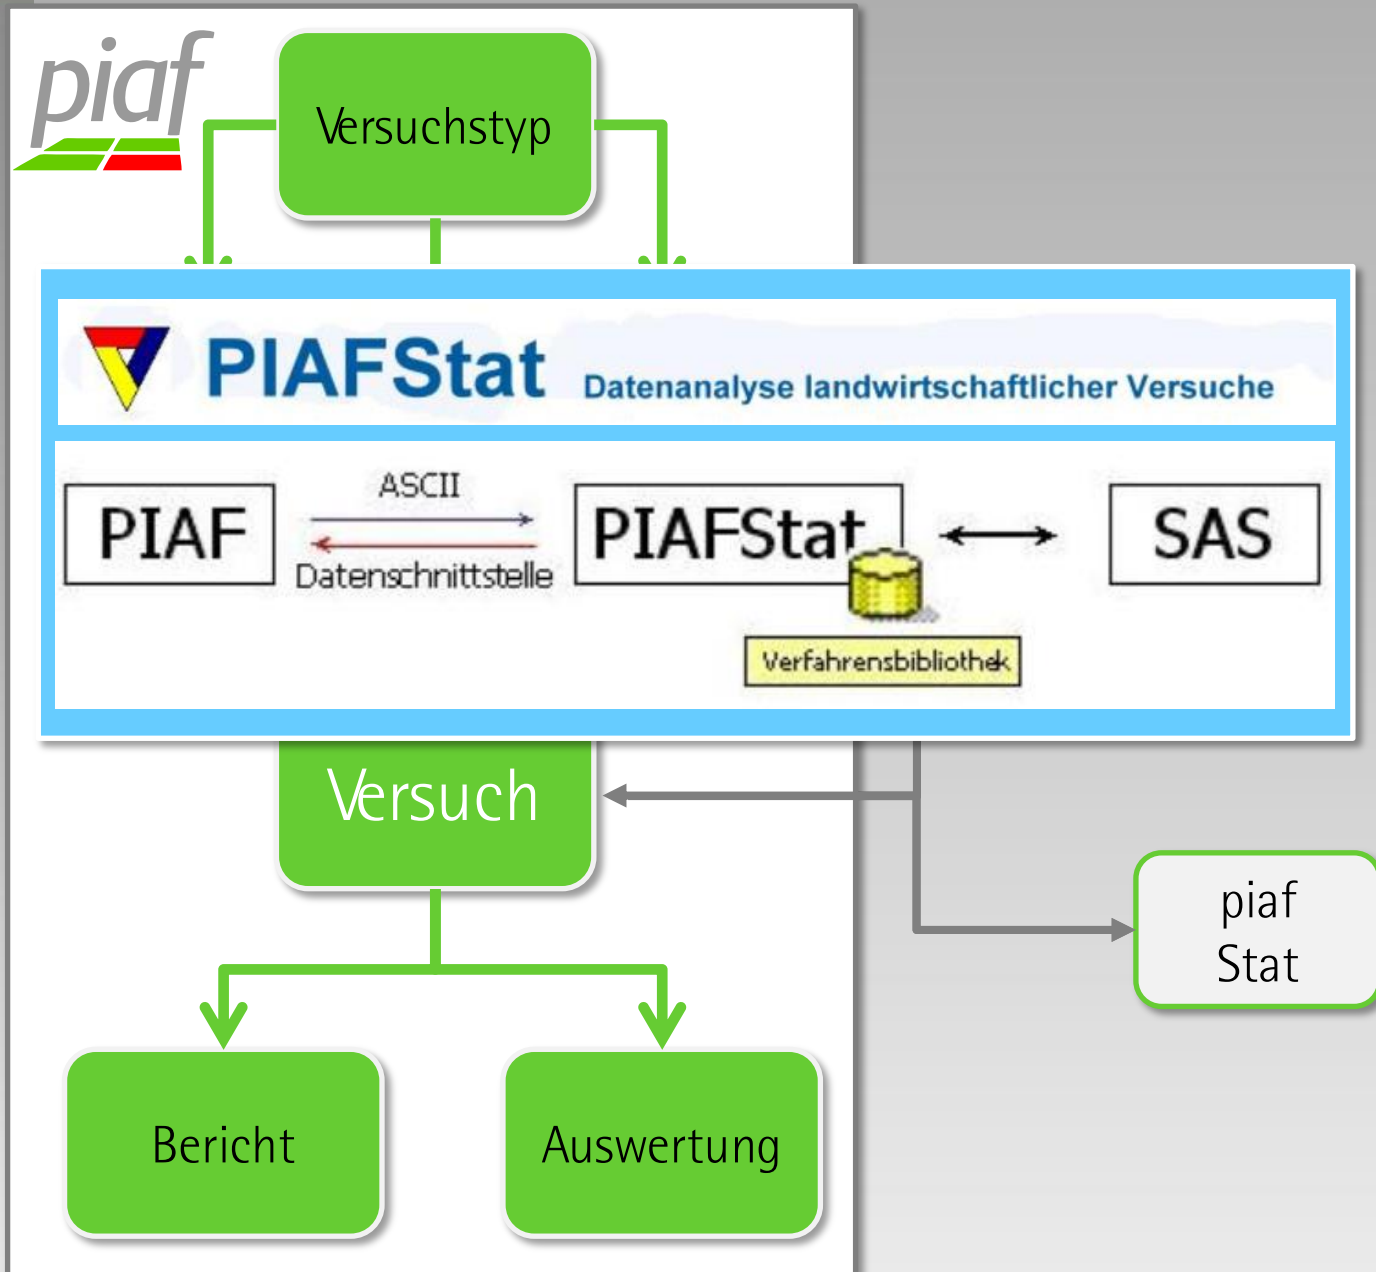 piaf
Versuchstyp
PIAFStat Datenanalyse landwirtschaftlicher Versuche
ASCII
PIAF
PIAFStat
SAS
Datenschnittstelle
Verfahrensbibliothek
Versuch
piaf
Stat
Bericht
Auswertung